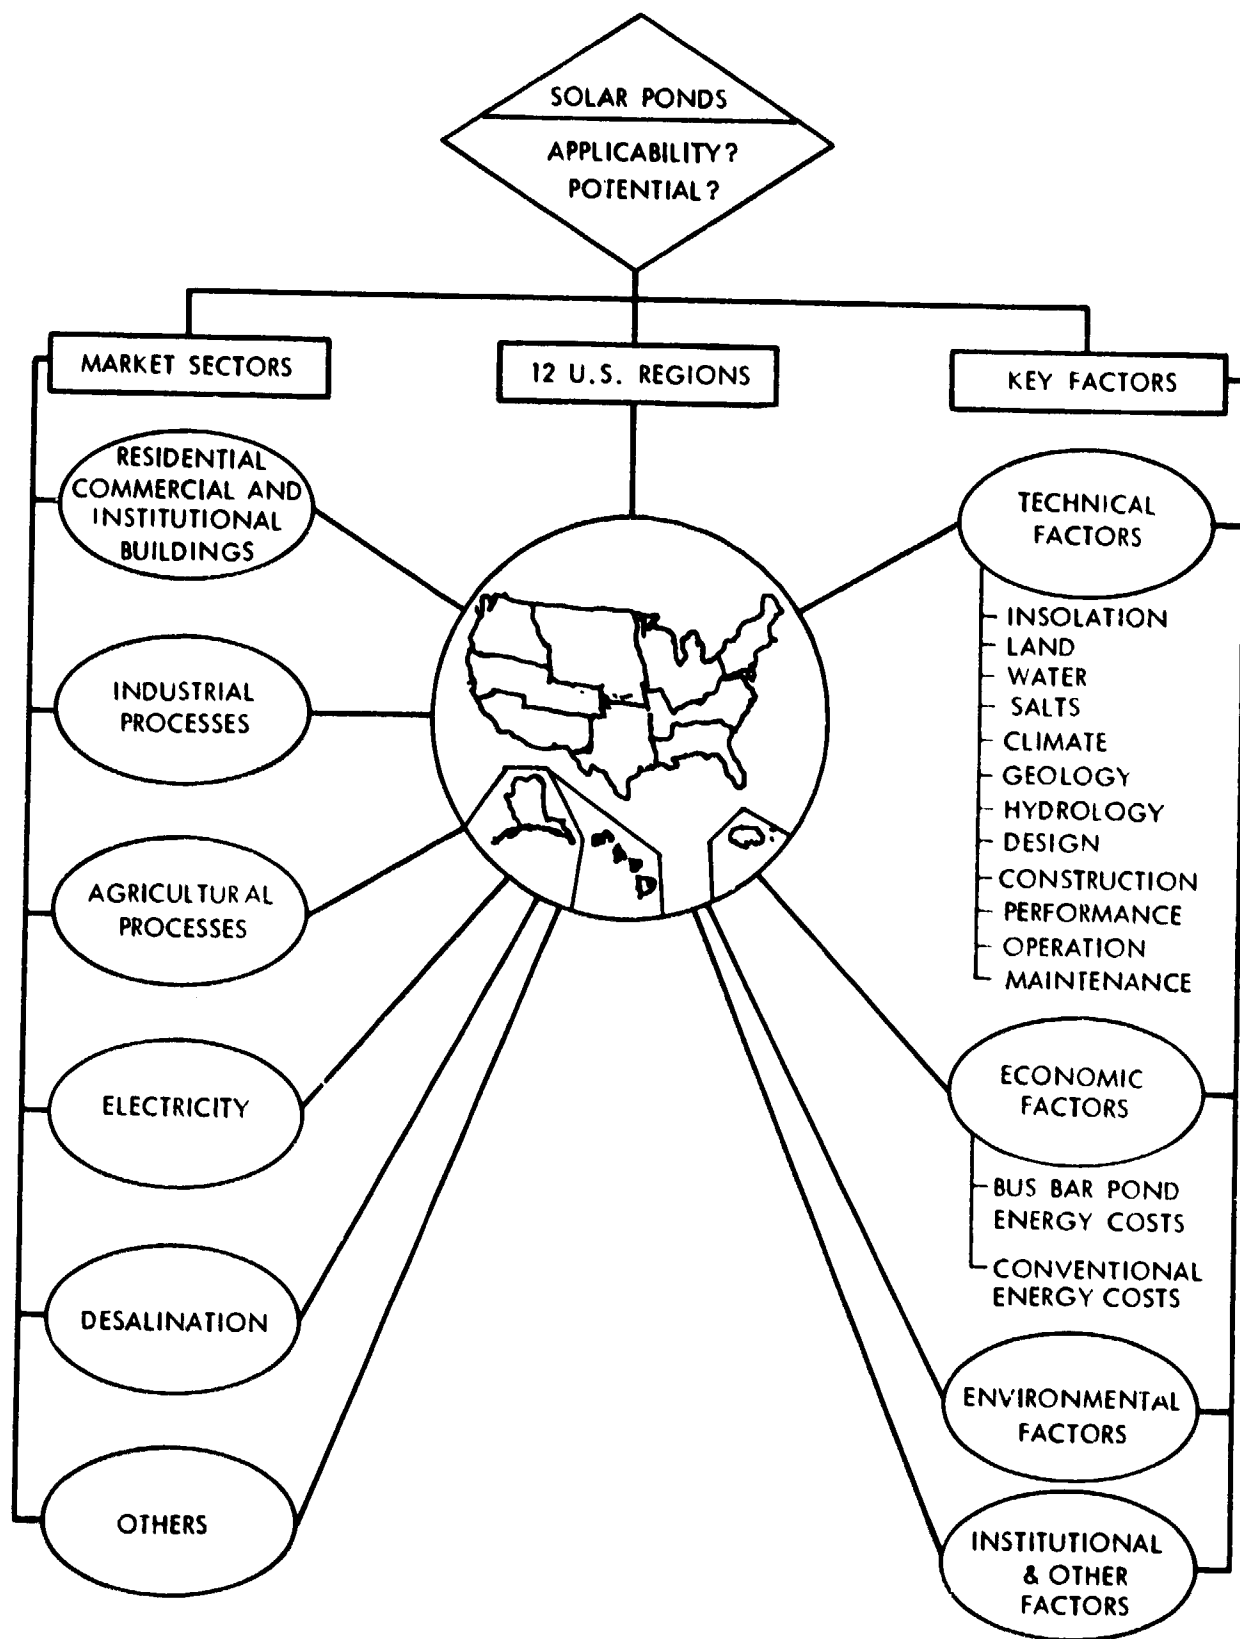 SOLAR PONDS
APPLICABILITY?
POTENTIAL?
MARKET SECTORS
12 U.S. REGIONS
KEY FACTORS
RESIDENTIAL
COMMERCIAL AND
INSTITUTIONAL
BUILDINGS
INDUSTRIAL
PROCESSES
AGRICULTURAL
PROCESSES
ELECTRICITY
DESALINATION
OTHERS
TECHNICAL
FACTORS
INSOLATION
LAND
WATER
SALTS
CLIMATE
GEOLOGY
HYDROLOGY
DESIGN
CONSTRUCTION
PERFORMANCE
OPERATION
MAINTENANCE
ECONOMIC
FACTORS
BUS BAR POND
ENERGY COSTS
CONVENTIONAL
ENERGY COSTS
ENVIRONMENTAL
FACTORS
INSTITUTIONAL
& OTHER
FACTORS